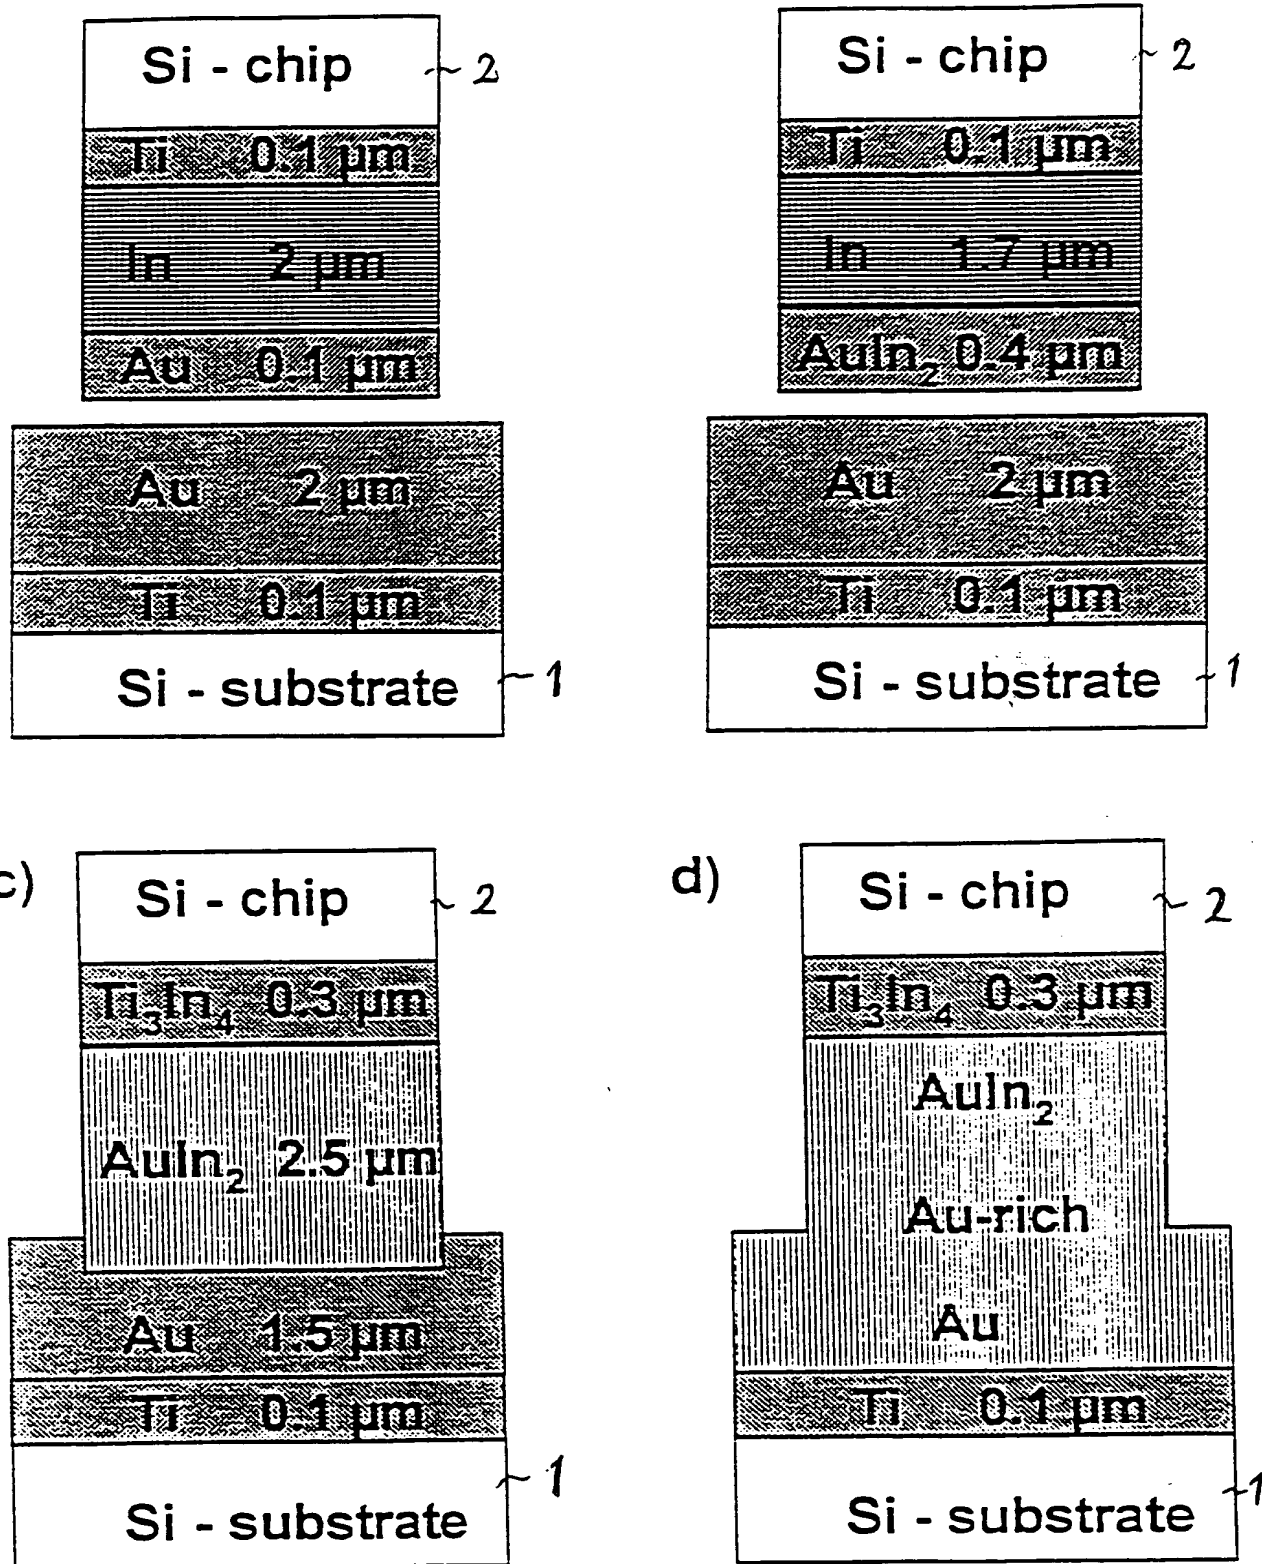 Si - chip 2
Ti 0.1 µm
In 2 µm
Au 0.1 µm
Au 2 µm
Ti 0.1 µm
Si - substrate 1
Si - chip 2
Ti 0.1 µm
In 1.7 µm
AuIn₂ 0.4 µm
Au 2 µm
Ti 0.1 µm
Si - substrate 1
c)
Si - chip 2
Ti₃In₄ 0.3 µm
AuIn₂ 2.5 µm
Au 1.5 µm
Ti 0.1 µm
Si - substrate 1
d)
Si - chip 2
Ti₃In₄ 0.3 µm
AuIn₂
Au-rich
Au
Ti 0.1 µm
Si - substrate 1